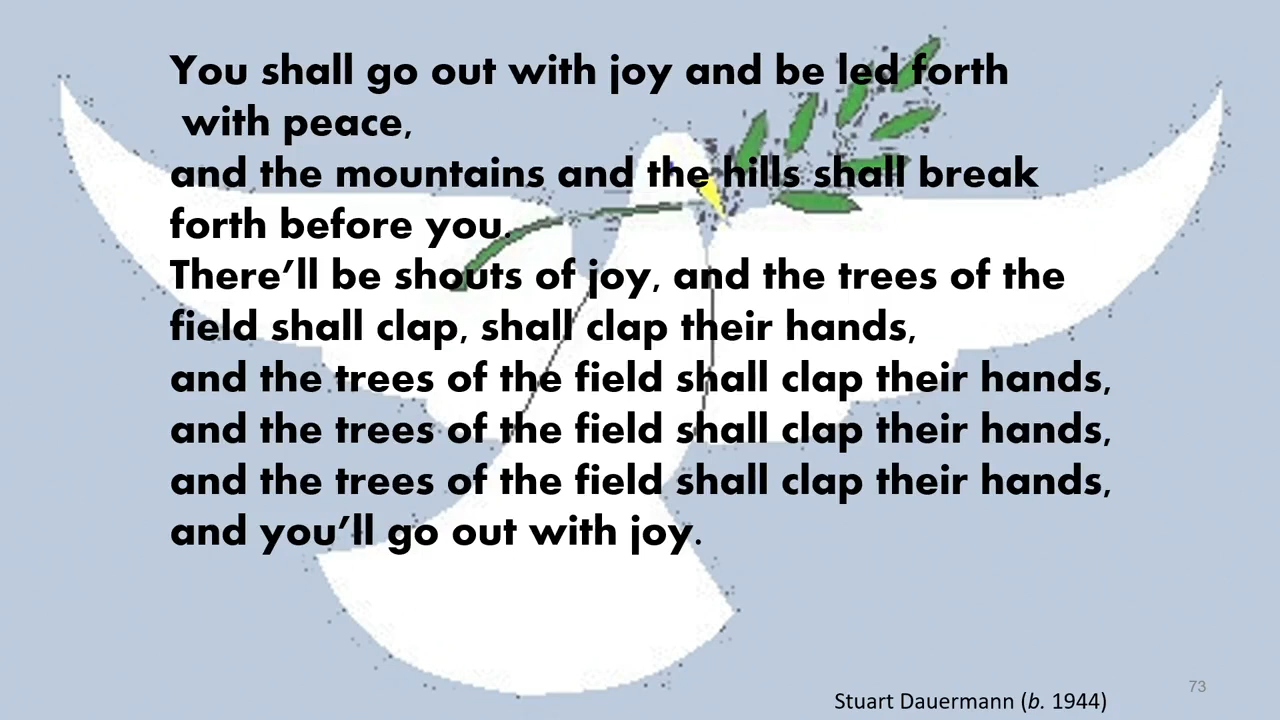 You shall go out with joy and be led forth
with peace,
and the mountains and the hills shall break
forth before you.
There’ll be shouts of joy, and the trees of the
field shall clap, shall clap their hands,
and the trees of the field shall clap their hands,
and the trees of the field shall clap their hands,
and the trees of the field shall clap their hands,
and you’ll go out with joy.
73
Stuart Dauermann (b. 1944)